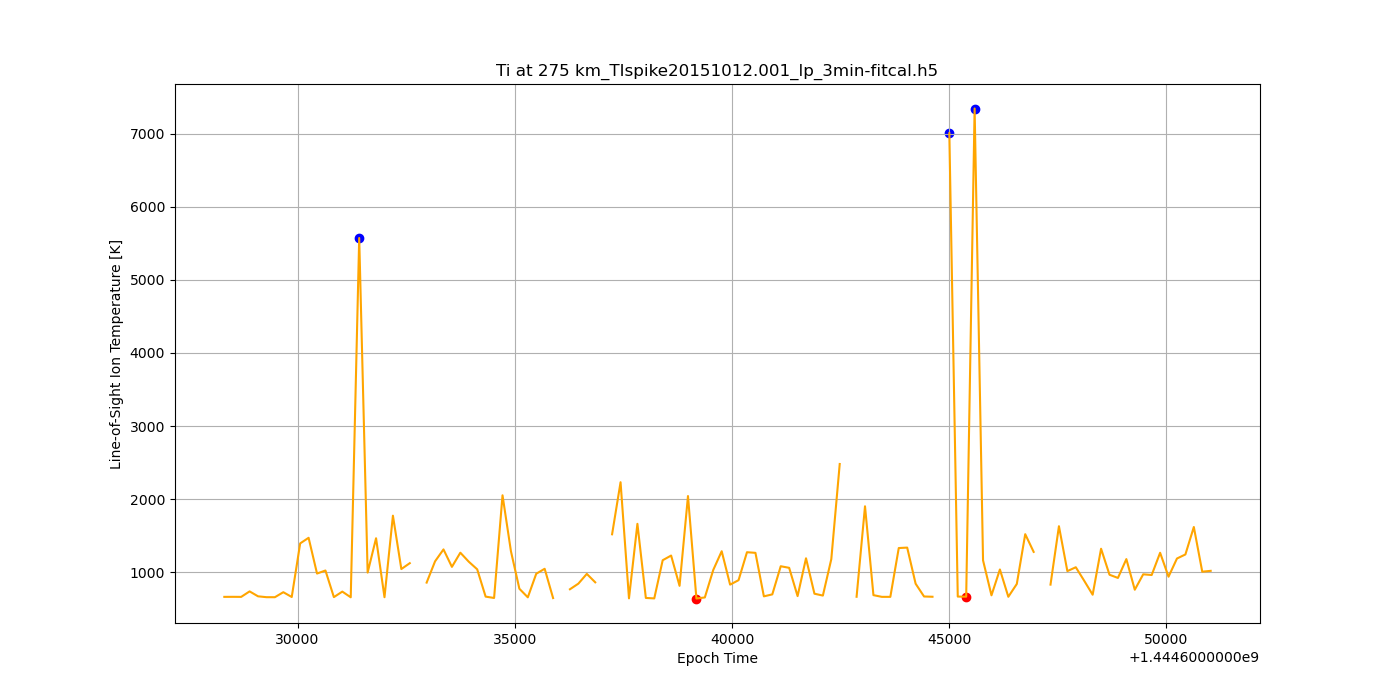 Ti at 275 km_TIspike20151012.001_lp_3min-fitcal.h5
Line-of-Sight Ion Temperature [K]
7000
6000
5000
4000
3000
2000
1000
30000 35000 40000 45000 50000
Epoch Time
+1.4446000000e9